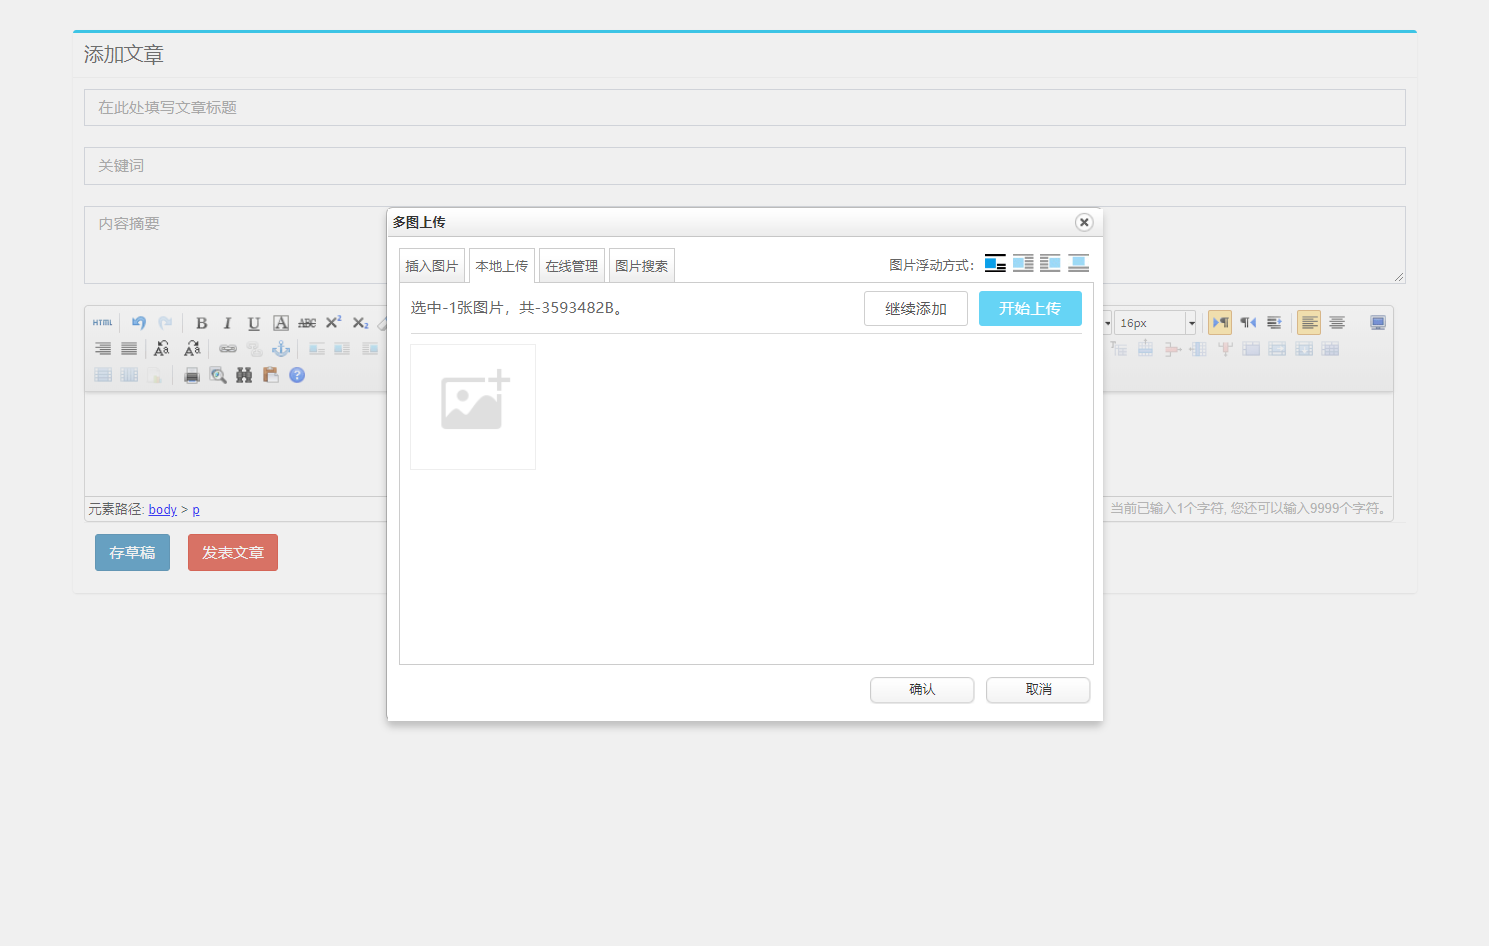 添加文章
在此处填写文章标题
关键词
内容摘要
多图上传
插入图片 本地上传 在线管理 图片搜索 图片浮动方式：
选中-1张图片，共-3593482B。 继续添加 开始上传
HTML B I U A ABC X² X₂ 16px
元素路径: body > p
当前已输入1个字符, 您还可以输入9999个字符。
存草稿 发表文章
确认 取消